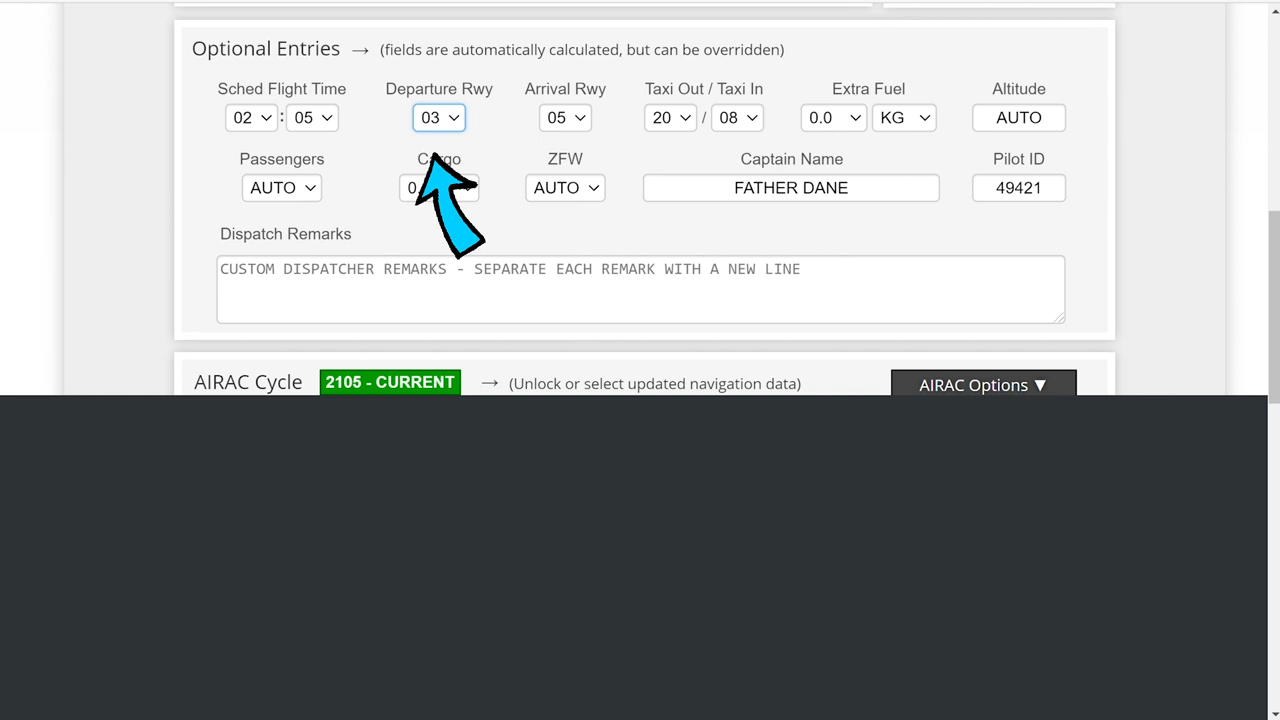 Optional Entries → (fields are automatically calculated, but can be overridden)
Sched Flight Time Departure Rwy Arrival Rwy Taxi Out / Taxi In Extra Fuel Altitude
02 : 05 03 05 20 / 08 0.0 KG AUTO
Passengers Cargo ZFW Captain Name Pilot ID
AUTO AUTO FATHER DANE 49421
Dispatch Remarks
CUSTOM DISPATCHER REMARKS - SEPARATE EACH REMARK WITH A NEW LINE
AIRAC Cycle 2105 - CURRENT → (Unlock or select updated navigation data) AIRAC Options ▼